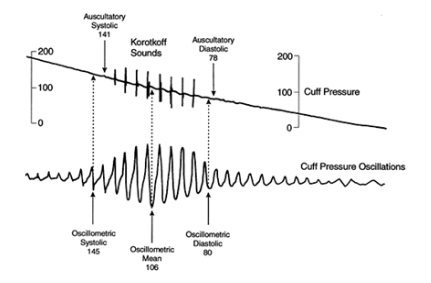 Auscultatory
Systolic
141
Korotkoff
Sounds
Auscultatory
Diastolic
78
200
100
0
200
100
0
Cuff Pressure
Cuff Pressure Oscillations
Oscillometric
Systolic
145
Oscillometric
Mean
106
Oscillometric
Diastolic
80